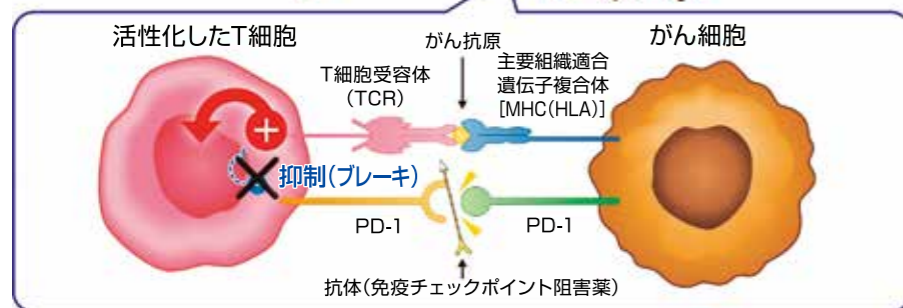 活性化したT細胞
がん抗原
がん細胞
T細胞受容体
(TCR)
主要組織適合
遺伝子複合体
[MHC(HLA)]
+
抑制(ブレーキ)
PD-1
PD-1
抗体(免疫チェックポイント阻害薬)